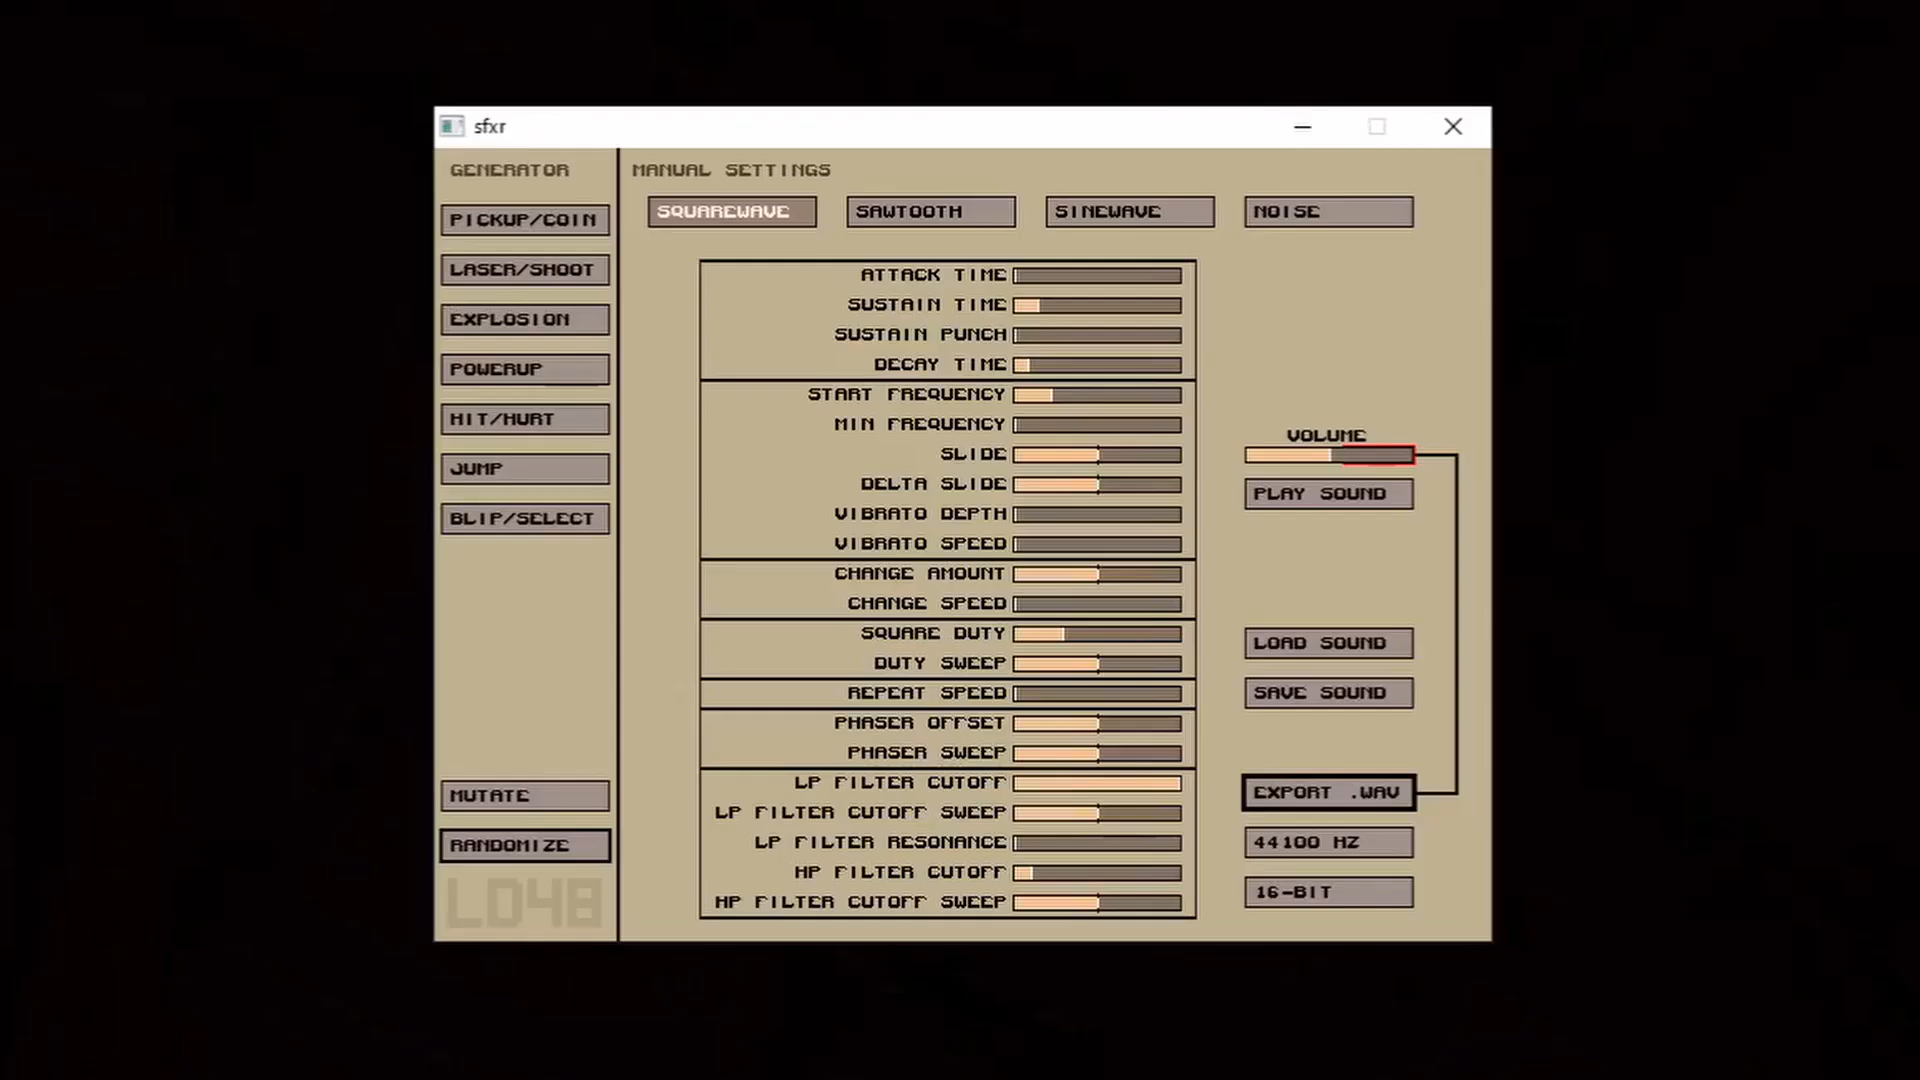 sfxr
GENERATOR
PICKUP/COIN
LASER/SHOOT
EXPLOSION
POWERUP
HIT/HURT
JUMP
BLIP/SELECT
MUTATE
RANDOMIZE
LD48
MANUAL SETTINGS
SQUAREWAVE
SAWTOOTH
SINEWAVE
NOISE
ATTACK TIME
SUSTAIN TIME
SUSTAIN PUNCH
DECAY TIME
START FREQUENCY
MIN FREQUENCY
SLIDE
DELTA SLIDE
VIBRATO DEPTH
VIBRATO SPEED
CHANGE AMOUNT
CHANGE SPEED
SQUARE DUTY
DUTY SWEEP
REPEAT SPEED
PHASER OFFSET
PHASER SWEEP
LP FILTER CUTOFF
LP FILTER CUTOFF SWEEP
LP FILTER RESONANCE
HP FILTER CUTOFF
HP FILTER CUTOFF SWEEP
VOLUME
PLAY SOUND
LOAD SOUND
SAVE SOUND
EXPORT .WAV
44100 HZ
16-BIT